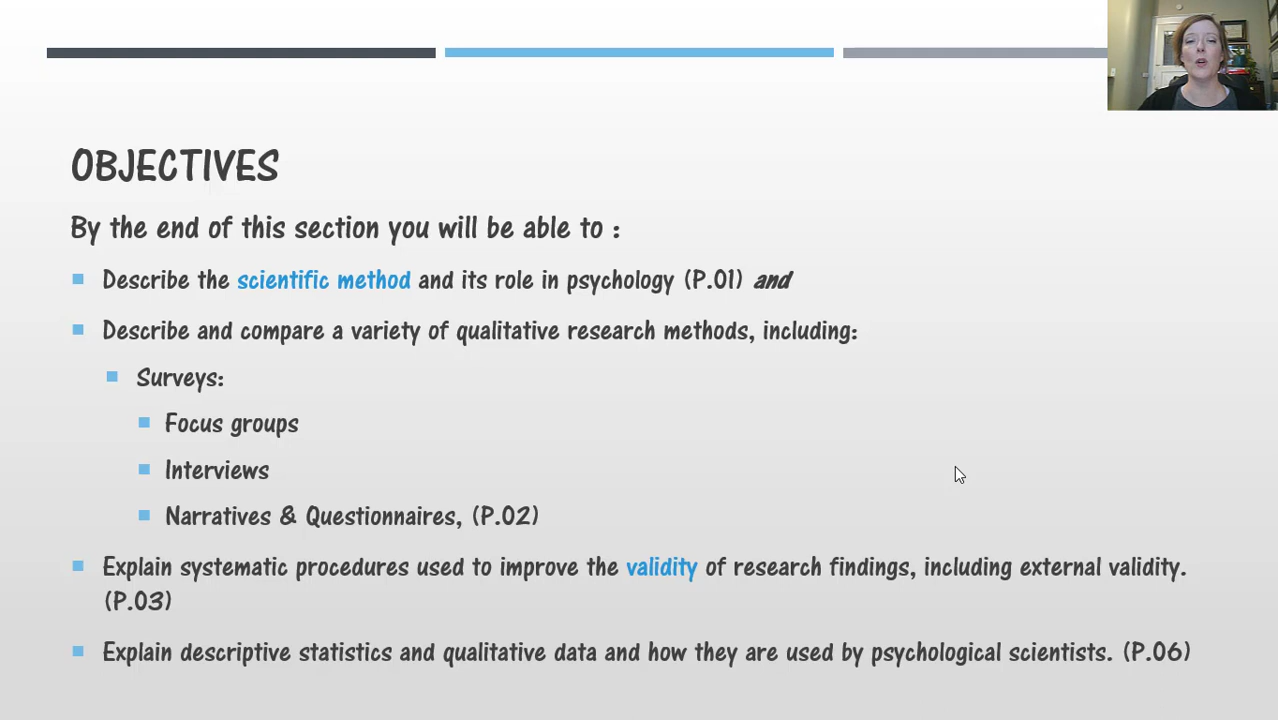 OBJECTIVES
By the end of this section you will be able to :
Describe the scientific method and its role in psychology (P.01) and
Describe and compare a variety of qualitative research methods, including:
Surveys:
Focus groups
Interviews
Narratives & Questionnaires, (P.02)
Explain systematic procedures used to improve the validity of research findings, including external validity.
(P.03)
Explain descriptive statistics and qualitative data and how they are used by psychological scientists. (P.06)